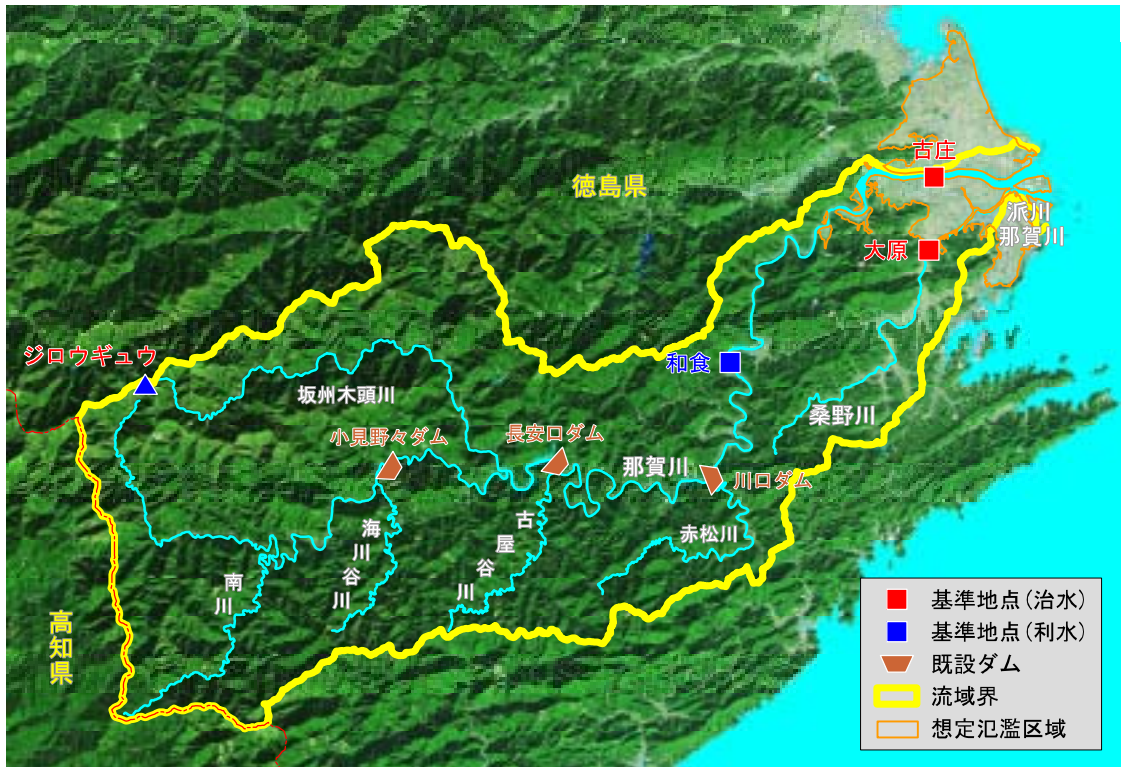 古庄
徳島県
派川
那賀川
大原
ジロウギュウ
和食
坂州木頭川
桑野川
小見野々ダム
長安口ダム
那賀川
川口ダム
海川谷川
古屋谷川
赤松川
南川
高知県
基準地点(治水)
基準地点(利水)
既設ダム
流域界
想定氾濫区域